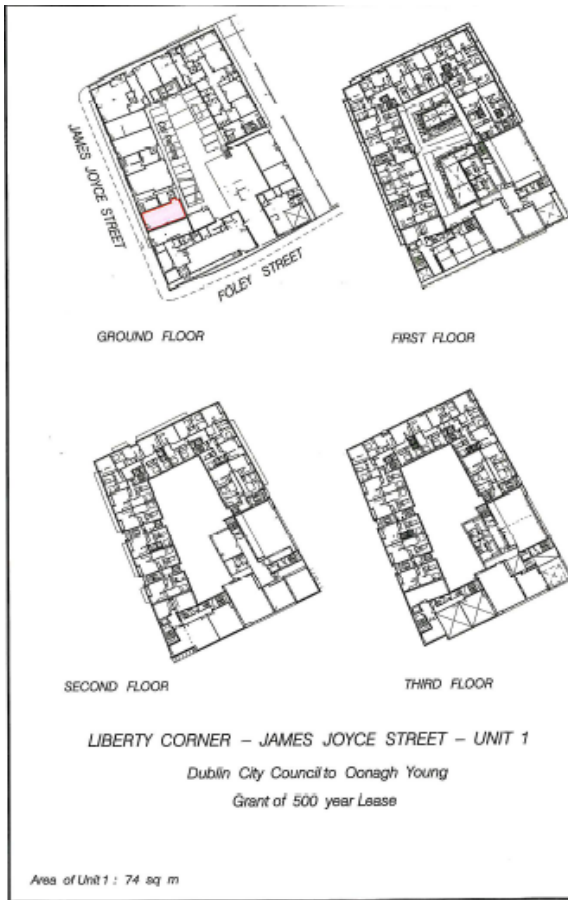 JAMES JOYCE STREET
FOLEY STREET
GROUND FLOOR
FIRST FLOOR
SECOND FLOOR
THIRD FLOOR
LIBERTY CORNER – JAMES JOYCE STREET – UNIT 1
Dublin City Council to Oonagh Young
Grant of 500 year Lease
Area of Unit 1 : 74 sq m